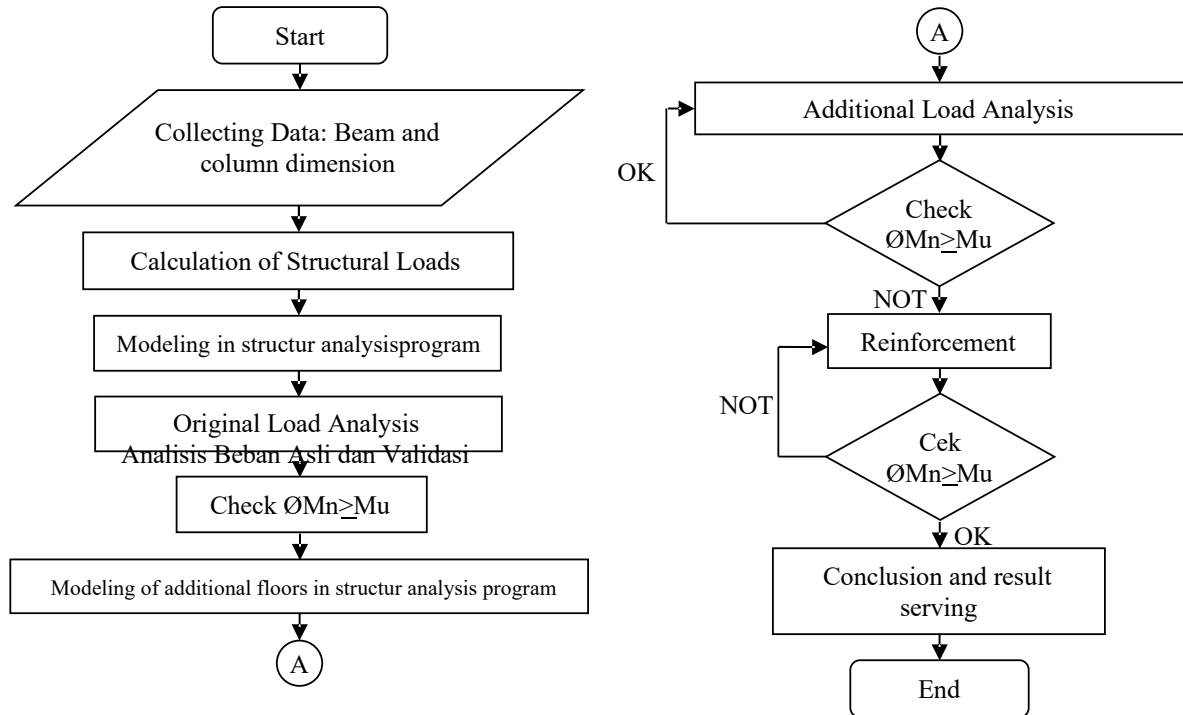 Start
Collecting Data: Beam and
column dimension
Calculation of Structural Loads
Modeling in structur analysisprogram
Original Load Analysis
Analisis Beban Asli dan Validasi
Check ØMn≥Mu
Modeling of additional floors in structur analysis program
A
A
Additional Load Analysis
OK
Check
ØMn≥Mu
NOT
Reinforcement
NOT
Cek
ØMn≥Mu
OK
Conclusion and result
serving
End